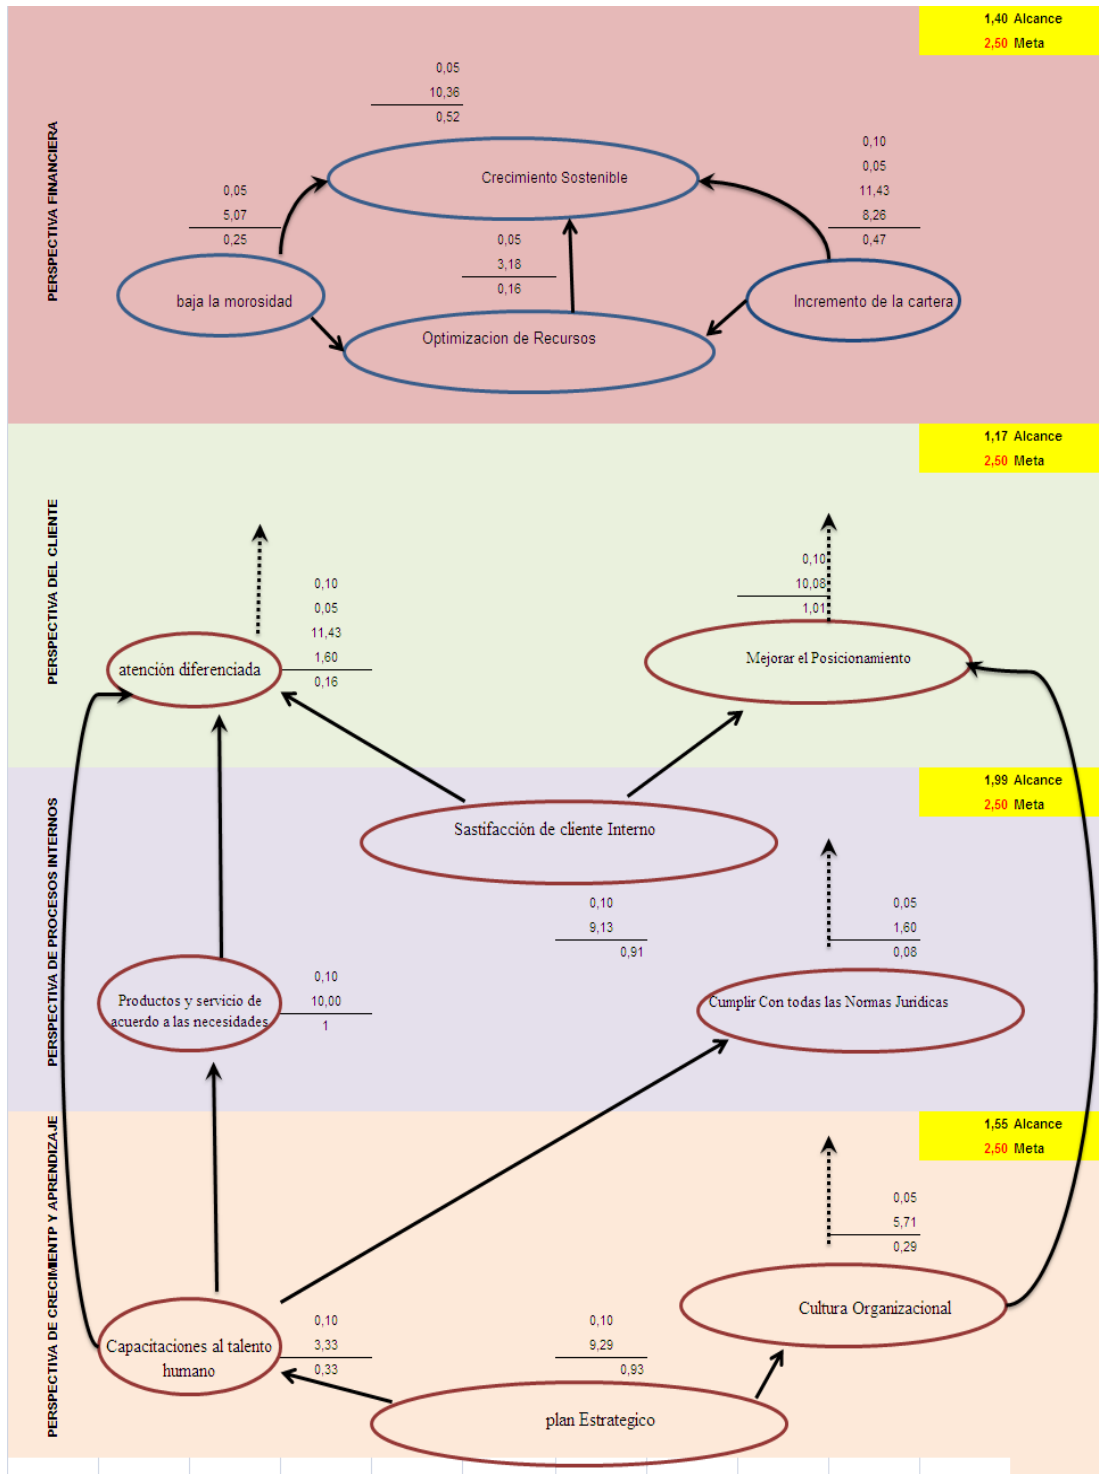 1,40 Alcance
2,50 Meta
PERSPECTIVA FINANCIERA
0,05
10,36
0,52
Crecimiento Sostenible
0,10
0,05
11,43
8,26
0,47
0,05
5,07
0,25
0,05
3,18
0,16
baja la morosidad
Incremento de la cartera
Optimizacion de Recursos
1,17 Alcance
2,50 Meta
PERSPECTIVA DEL CLIENTE
0,10
10,08
1,01
0,10
0,05
11,43
1,60
0,16
atención diferenciada
Mejorar el Posicionamiento
1,99 Alcance
2,50 Meta
PERSPECTIVA DE PROCESOS INTERNOS
Sastifacción de cliente Interno
0,10
9,13
0,91
0,05
1,60
0,08
0,10
10,00
1
Productos y servicio de
acuerdo a las necesidades
Cumplir Con todas las Normas Juridicas
1,55 Alcance
2,50 Meta
PERSPECTIVA DE CRECIMIENTP Y APRENDIZAJE
0,05
5,71
0,29
Cultura Organizacional
0,10
3,33
0,33
0,10
9,29
0,93
Capacitaciones al talento
humano
plan Estrategico